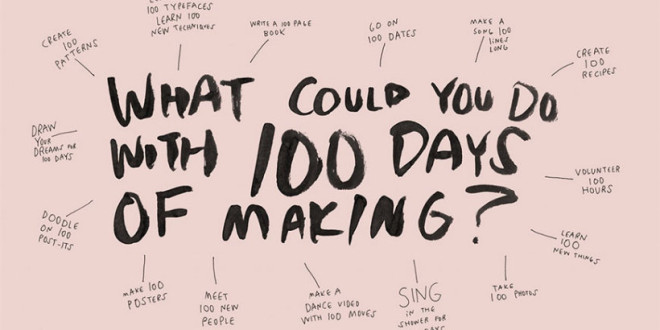 100 TYPEFACES
LEARN 100
NEW TECHNIQUES
WRITE A 100 PAGE
BOOK
GO ON
100 DATES
MAKE A
SONG 100
LINES
LONG
CREATE
100
PATTERNS
CREATE
100
RECIPES
WHAT COULD YOU DO
WITH 100 DAYS
OF MAKING?
DRAW
YOUR
DREAMS FOR
100 DAYS
VOLUNTEER
100
HOURS
DOODLE
ON 100
POST-ITS
LEARN
100
NEW THINGS
MAKE 100
POSTERS
MEET
100 NEW
PEOPLE
MAKE A
DANCE VIDEO
WITH 100 MOVES
SING
IN THE
SHOWER FOR
DAYS
TAKE
100 PHOTOS